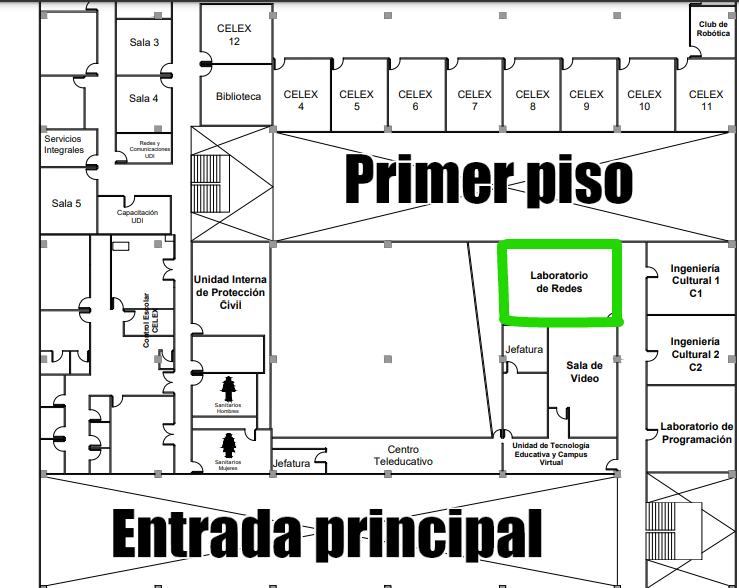 CELEX
12
Club de
Robótica
Sala 3
Sala 4
Biblioteca
CELEX
4
CELEX
5
CELEX
6
CELEX
7
CELEX
8
CELEX
9
CELEX
10
CELEX
11
Servicios
Integrales
Redes y
Comunicaciones
UDI
Primer piso
Sala 5
Capacitación
UDI
Unidad Interna
de Protección
Civil
Laboratorio
de Redes
Ingeniería
Cultural 1
C1
Control Escolar
CELEX
Jefatura
Sala de
Video
Ingeniería
Cultural 2
C2
Sanitarios
Hombres
Sanitarios
Mujeres
Jefatura
Centro
Teleducativo
Unidad de Tecnología
Educativa y Campus
Virtual
Laboratorio de
Programación
Entrada principal